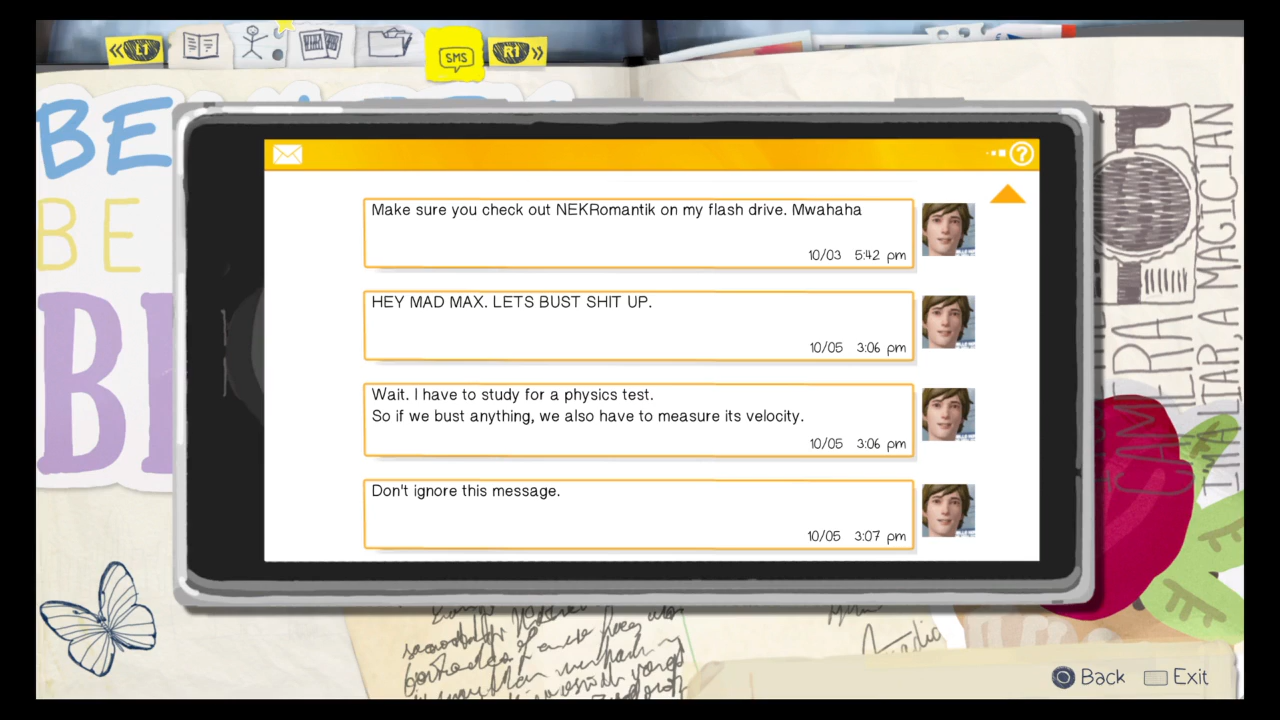 L1
SMS
R1
BE
BE
Make sure you check out NEKRomantik on my flash drive. Mwahaha
10/03 5:42 pm
HEY MAD MAX. LETS BUST SHIT UP.
10/05 3:06 pm
Wait. I have to study for a physics test.
So if we bust anything, we also have to measure its velocity.
10/05 3:06 pm
Don't ignore this message.
10/05 3:07 pm
CAMERA
LIAR, A MAGICIAN
Back
Exit